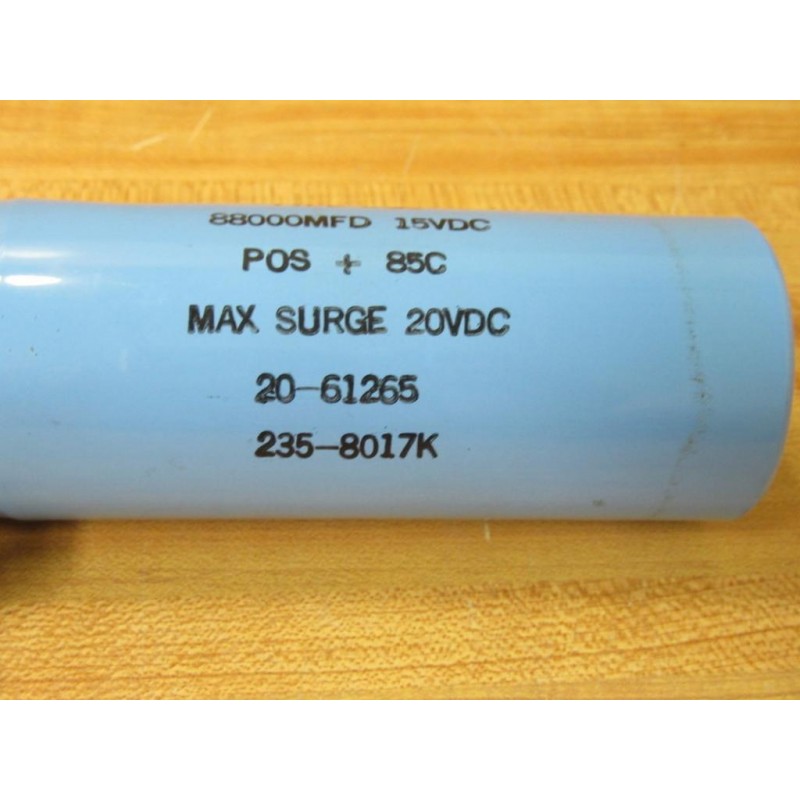 88000MFD 15VDC
POS + 85C
MAX SURGE 20VDC
20-61265
235-8017K